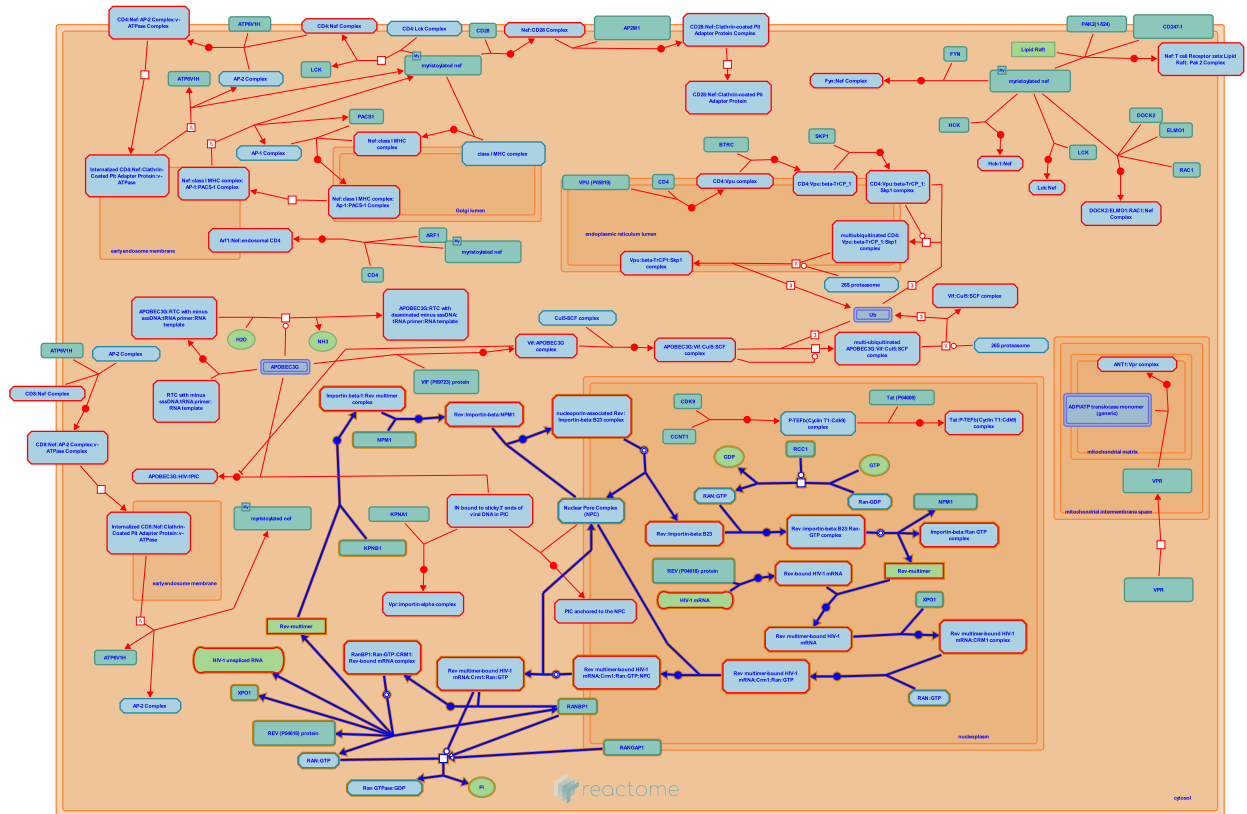 CD4:Nef:AP-2 Complex:v-
ATPase Complex
ATP6V1H
CD4:Nef Complex
CD4:Lck Complex
CD28
Nef:CD28 Complex
AP2M1
CD28:Nef:Clathrin-coated Pit
Adapter Protein Complex
PAK2(1-524)
CD247-1
Lipid Raft
Nef:T cell Receptor zeta:Lipid
Raft: Pak 2 Complex
FYN
Fyn:Nef Complex
My
myristoylated nef
LCK
My
myristoylated nef
ATP6V1H
AP-2 Complex
CD28:Nef:Clathrin-coated Pit
Adapter Protein
PACS1
HCK
DOCK2
ELMO1
LCK
RAC1
Hck-1:Nef
Lck:Nef
DOCK2:ELMO1:RAC1:Nef
Complex
s
s
AP-1 Complex
Nef:class I MHC
complex
class I MHC complex
BTRC
SKP1
Internalized CD4:Nef:Clathrin-
Coated Pit Adapter Protein:v-
ATPase
Nef:class I MHC complex:
AP-1:PACS-1 Complex
Nef:class I MHC complex:
Ap-1:PACS-1 Complex
Golgi lumen
VPU (P05919)
CD4
CD4:Vpu complex
CD4:Vpu:beta-TrCP_1
CD4:Vpu:beta-TrCP_1:
Skp1 complex
endoplasmic reticulum lumen
multiubiquitinated CD4:
Vpu:beta-TrCP_1:Skp1
complex
Vpu:beta-TrCP1:Skp1
complex
early endosome membrane
Arf1:Nef:endosomal CD4
ARF1
My
myristoylated nef
CD4
26S proteasome
3
3
Ub
Vif:Cul5:SCF complex
3
3
APOBEC3G:RTC with minus
sssDNA:tRNA primer:RNA
template
H2O
NH3
APOBEC3G:RTC with
deaminated minus sssDNA:
tRNA primer:RNA template
Cul5-SCF complex
Vif:APOBEC3G
complex
APOBEC3G:Vif:Cul5:SCF
complex
multi-ubiquitinated
APOBEC3G:Vif:Cul5:SCF
complex
26S proteasome
ATP6V1H
AP-2 Complex
APOBEC3G
VIF (P69723) protein
CD8:Nef Complex
RTC with minus
sssDNA:tRNA primer:
RNA template
CD8:Nef:AP-2 Complex:v-
ATPase Complex
Importin beta-1:Rev multimer
complex
NPM1
Rev:Importin-beta:NPM1
nucleoporin-associated Rev:
Importin-beta:B23 complex
CDK9
CCNT1
P-TEFb(Cyclin T1:Cdk9)
complex
Tat (P04608)
Tat:P-TEFb(Cyclin T1:Cdk9)
complex
ANT1:Vpr complex
ADP/ATP translocase monomer
(generic)
mitochondrial matrix
VPR
mitochondrial intermembrane space
VPR
APOBEC3G:HIV-1PIC
GDP
RCC1
GTP
RAN:GTP
Ran-GDP
NPM1
Internalized CD8:Nef:Clathrin-
Coated Pit Adapter Protein:v-
ATPase
early endosome membrane
My
myristoylated nef
KPNA1
IN bound to sticky 3' ends of
viral DNA in PIC
Nuclear Pore Complex
(NPC)
Rev:Importin-beta:B23
Rev:importin-beta:B23:Ran-
GTP complex
Importin-beta:Ran GTP
complex
KPNB1
REV (P04618) protein
HIV-1 mRNA
Rev-bound HIV-1 mRNA
Rev-multimer
Vpr:importin-alpha complex
PIC anchored to the NPC
XPO1
Rev multimer-bound HIV-1
mRNA
Rev multimer-bound HIV-1
mRNA:CRM1 complex
s
Rev-multimer
ATP6V1H
HIV-1 unspliced RNA
RanBP1:Ran-GTP:CRM1:
Rev-bound mRNA complex
Rev multimer-bound HIV-1
mRNA:Crm1:Ran:GTP
Rev multimer-bound HIV-1
mRNA:Crm1:Ran:GTP:NPC
Rev multimer-bound HIV-1
mRNA:Crm1:Ran:GTP
RAN:GTP
XPO1
AP-2 Complex
RANBP1
REV (P04618) protein
RAN:GTP
RANGAP1
nucleoplasm
Ran GTPase:GDP
Pi
reactome
cytosol